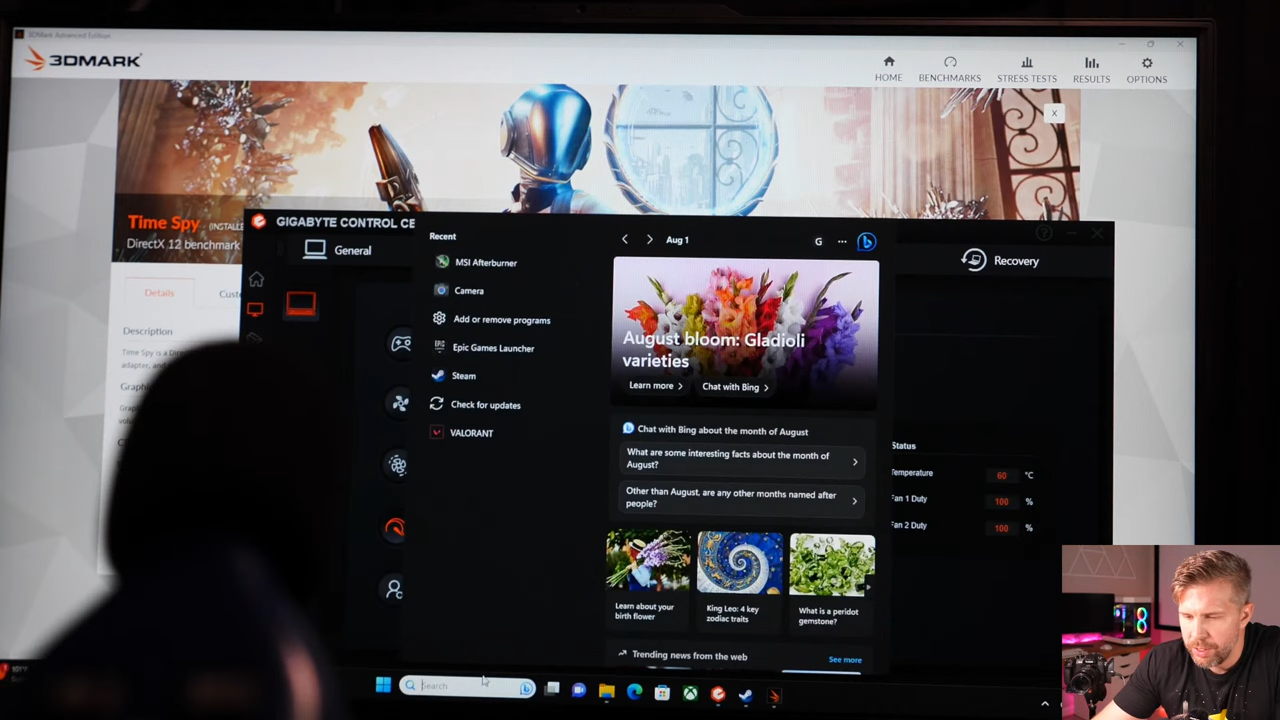 3DMark Advanced Edition
3DMARK
HOME
BENCHMARKS
STRESS TESTS
RESULTS
OPTIONS
X
Time Spy
DirectX 12 benchmark
Details
Description
GIGABYTE CONTROL
General
Recovery
Recent
MSI Afterburner
Camera
Add or remove programs
Epic Games Launcher
Steam
Check for updates
VALORANT
Aug 1
G
August bloom: Gladioli
varieties
Learn more
Chat with Bing
Chat with Bing about the month of August
What are some interesting facts about the month of
August?
Other than August, are any other months named after
people?
Learn about your
birth flower
King Leo: 4 key
zodiac traits
What is a peridot
gemstone?
Trending news from the web
See more
Status
Temperature 60 °C
Fan 1 Duty 100 %
Fan 2 Duty 100 %
Search